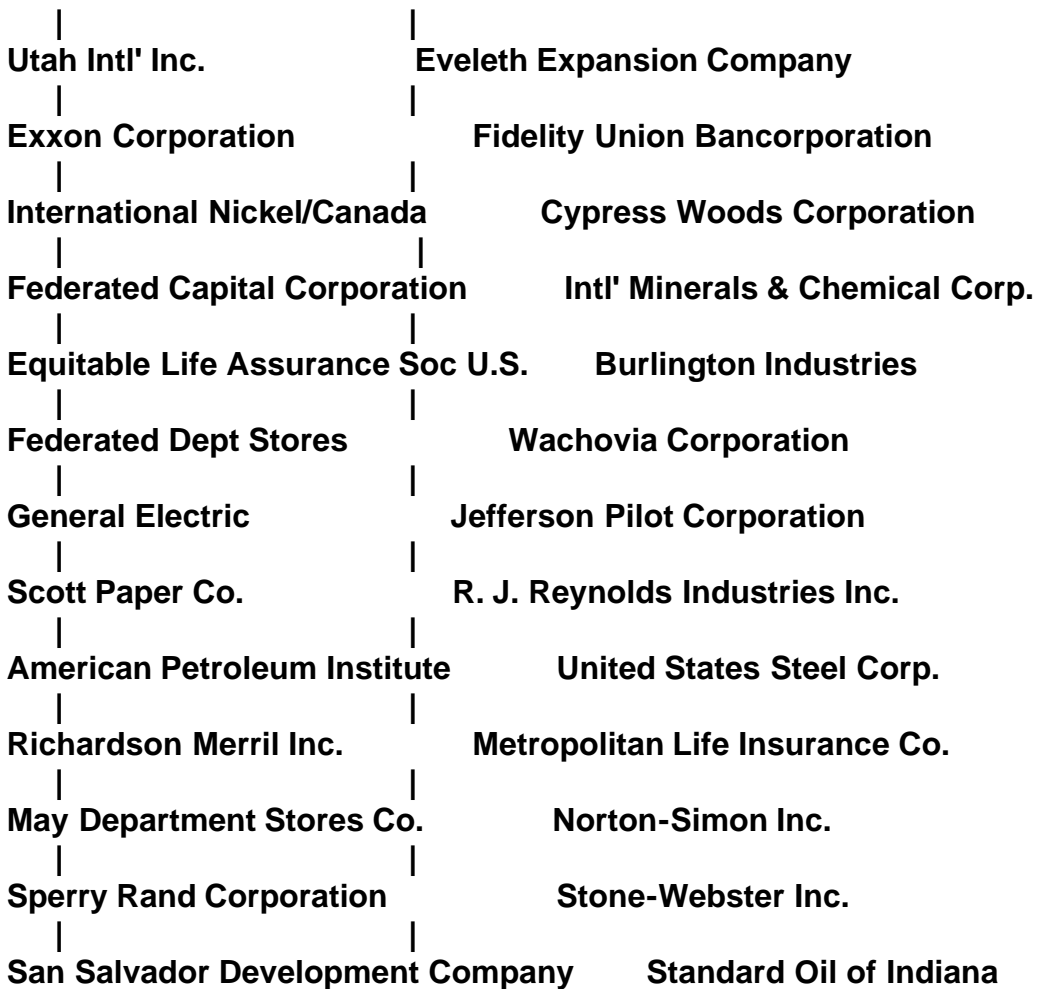 | |
Utah Intl' Inc. Eveleth Expansion Company
| |
Exxon Corporation Fidelity Union Bancorporation
| |
International Nickel/Canada Cypress Woods Corporation
| |
Federated Capital Corporation Intl' Minerals & Chemical Corp.
| |
Equitable Life Assurance Soc U.S. Burlington Industries
| |
Federated Dept Stores Wachovia Corporation
| |
General Electric Jefferson Pilot Corporation
| |
Scott Paper Co. R. J. Reynolds Industries Inc.
| |
American Petroleum Institute United States Steel Corp.
| |
Richardson Merril Inc. Metropolitan Life Insurance Co.
| |
May Department Stores Co. Norton-Simon Inc.
| |
Sperry Rand Corporation Stone-Webster Inc.
| |
San Salvador Development Company Standard Oil of Indiana